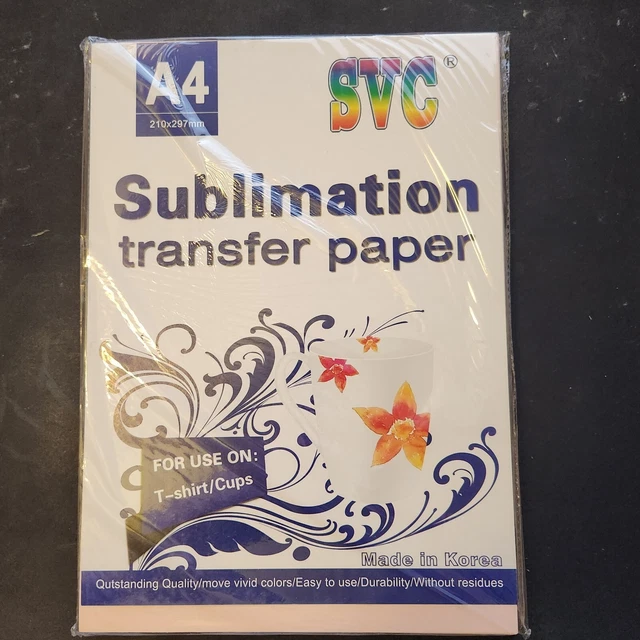 A4
210x297mm
SVC®
Sublimation
transfer paper
FOR USE ON:
T-shirt/Cups
Made in Korea
Qutstanding Quality/move vivid colors/Easy to use/Durability/Without residues